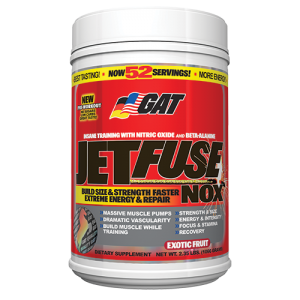 BEST TASTING! • NOW 52 SERVINGS! • MORE ENERGY!
NEW
GAT
INSANE TRAINING WITH NITRIC OXIDE AND BETA-ALANINE
JETFUSE
NOX
BUILD SIZE & STRENGTH FASTER
EXTREME ENERGY & REPAIR
MASSIVE MUSCLE PUMPS
DRAMATIC VASCULARITY
BUILD MUSCLE WHILE
TRAINING
STRENGTH & SIZE
ENERGY & INTENSITY
FOCUS & STAMINA
RECOVERY
EXOTIC FRUIT
DIETARY SUPPLEMENT
NET WT.